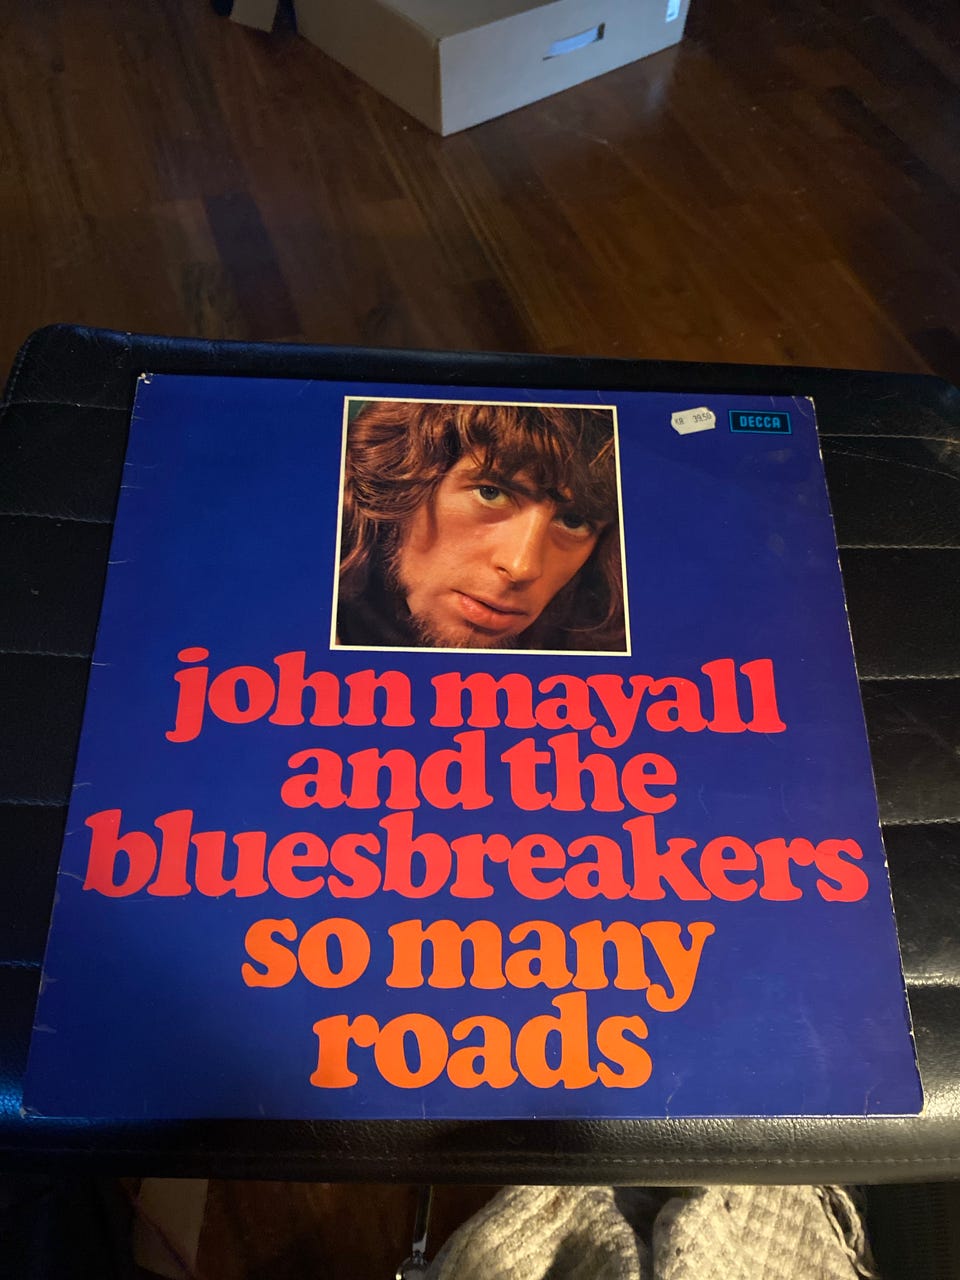 KR 39,50
DECCA
john mayall
and the
bluesbreakers
so many
roads